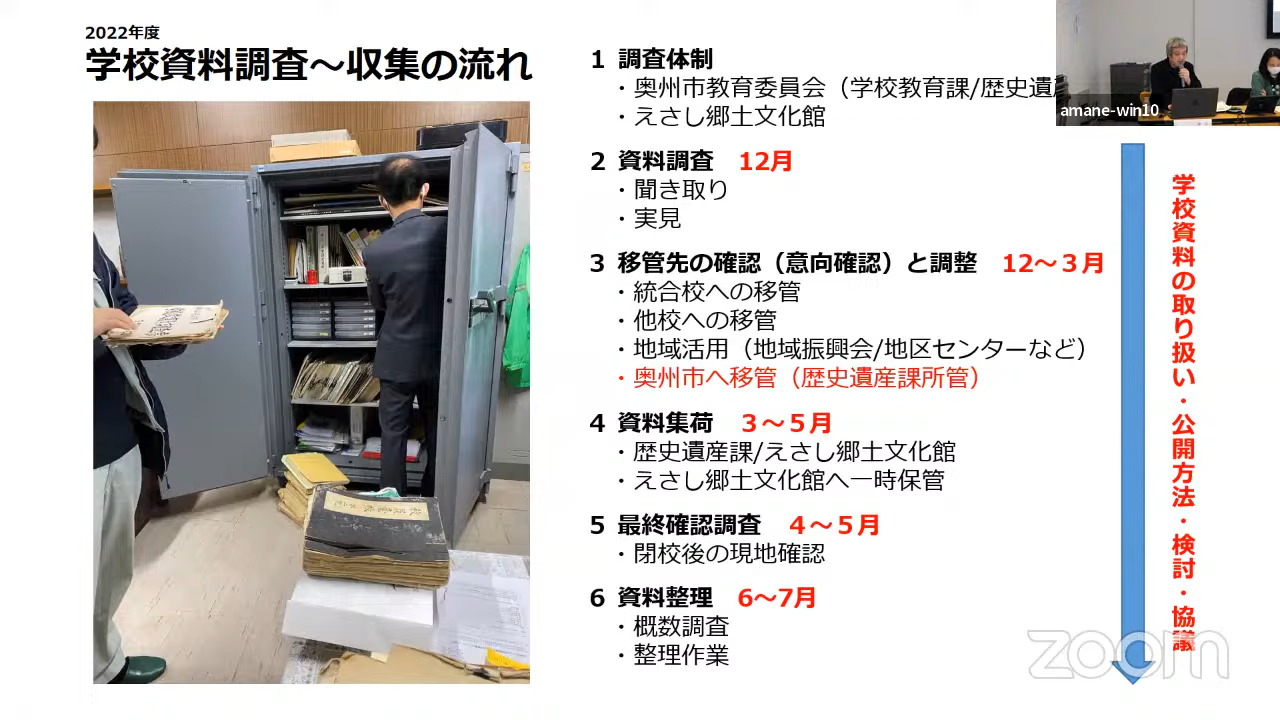 2022年度
学校資料調査～収集の流れ
1 調査体制
・奥州市教育委員会（学校教育課/歴史遺
・えさし郷土文化館
2 資料調査 12月
・聞き取り
・実見
3 移管先の確認（意向確認）と調整 12～３月
・統合校への移管
・他校への移管
・地域活用（地域振興会/地区センターなど）
・奥州市へ移管（歴史遺産課所管）
4 資料集荷 ３～５月
・歴史遺産課/えさし郷土文化館
・えさし郷土文化館へ一時保管
5 最終確認調査 ４～５月
・閉校後の現地確認
6 資料整理 6～7月
・概数調査
・整理作業
学校資料の取り扱い・公開方法・検討・協議
amane-win10
zoom